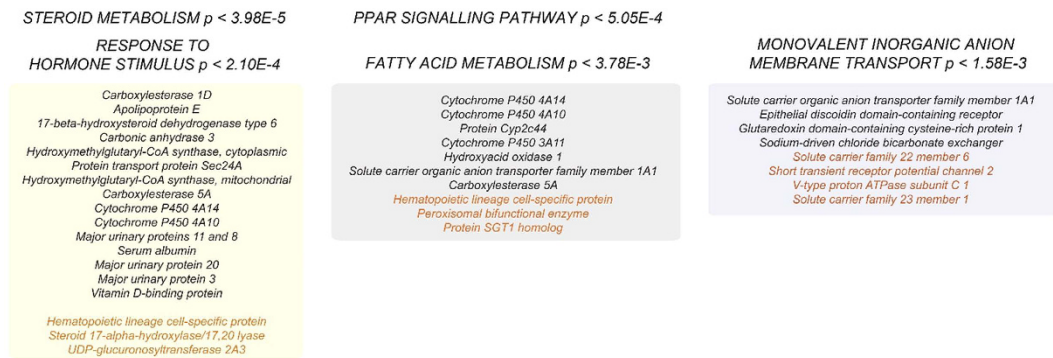 STEROID METABOLISM p < 3.98E-5
RESPONSE TO
HORMONE STIMULUS p < 2.10E-4
Carboxylesterase 1D
Apolipoprotein E
17-beta-hydroxysteroid dehydrogenase type 6
Carbonic anhydrase 3
Hydroxymethylglutaryl-CoA synthase, cytoplasmic
Protein transport protein Sec24A
Hydroxymethylglutaryl-CoA synthase, mitochondrial
Carboxylesterase 5A
Cytochrome P450 4A14
Cytochrome P450 4A10
Major urinary proteins 11 and 8
Serum albumin
Major urinary protein 20
Major urinary protein 3
Vitamin D-binding protein
Hematopoietic lineage cell-specific protein
Steroid 17-alpha-hydroxylase/17,20 lyase
UDP-glucuronosyltransferase 2A3
PPAR SIGNALLING PATHWAY p < 5.05E-4
FATTY ACID METABOLISM p < 3.78E-3
Cytochrome P450 4A14
Cytochrome P450 4A10
Protein Cyp2c44
Cytochrome P450 3A11
Hydroxyacid oxidase 1
Solute carrier organic anion transporter family member 1A1
Carboxylesterase 5A
Hematopoietic lineage cell-specific protein
Peroxisomal bifunctional enzyme
Protein SGT1 homolog
MONOVALENT INORGANIC ANION
MEMBRANE TRANSPORT p < 1.58E-3
Solute carrier organic anion transporter family member 1A1
Epithelial discoidin domain-containing receptor
Glutaredoxin domain-containing cysteine-rich protein 1
Sodium-driven chloride bicarbonate exchanger
Solute carrier family 22 member 6
Short transient receptor potential channel 2
V-type proton ATPase subunit C 1
Solute carrier family 23 member 1